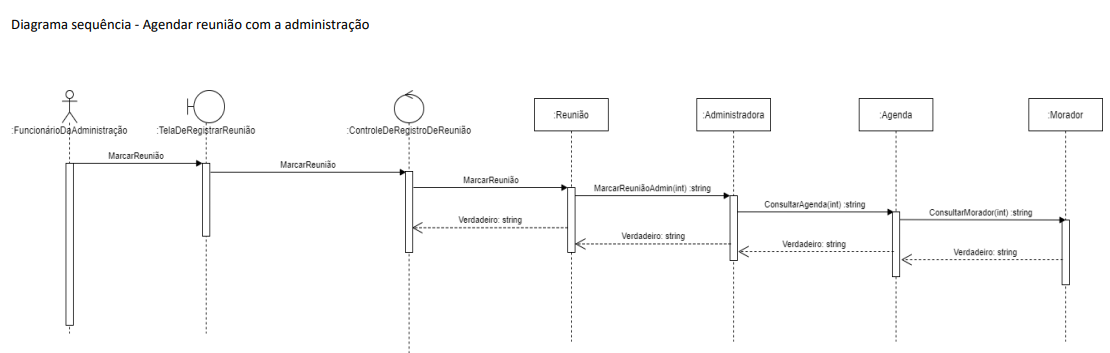 Diagrama sequência - Agendar reunião com a administração
:FuncionárioDaAdministração
:TelaDeRegistrarReunião
:ControleDeRegistroDeReunião
:Reunião
:Administradora
:Agenda
:Morador
MarcarReunião
MarcarReunião
MarcarReunião
MarcarReuniãoAdmin(int) :string
ConsultarAgenda(int) :string
ConsultarMorador(int) :string
Verdadeiro: string
Verdadeiro: string
Verdadeiro: string
Verdadeiro: string